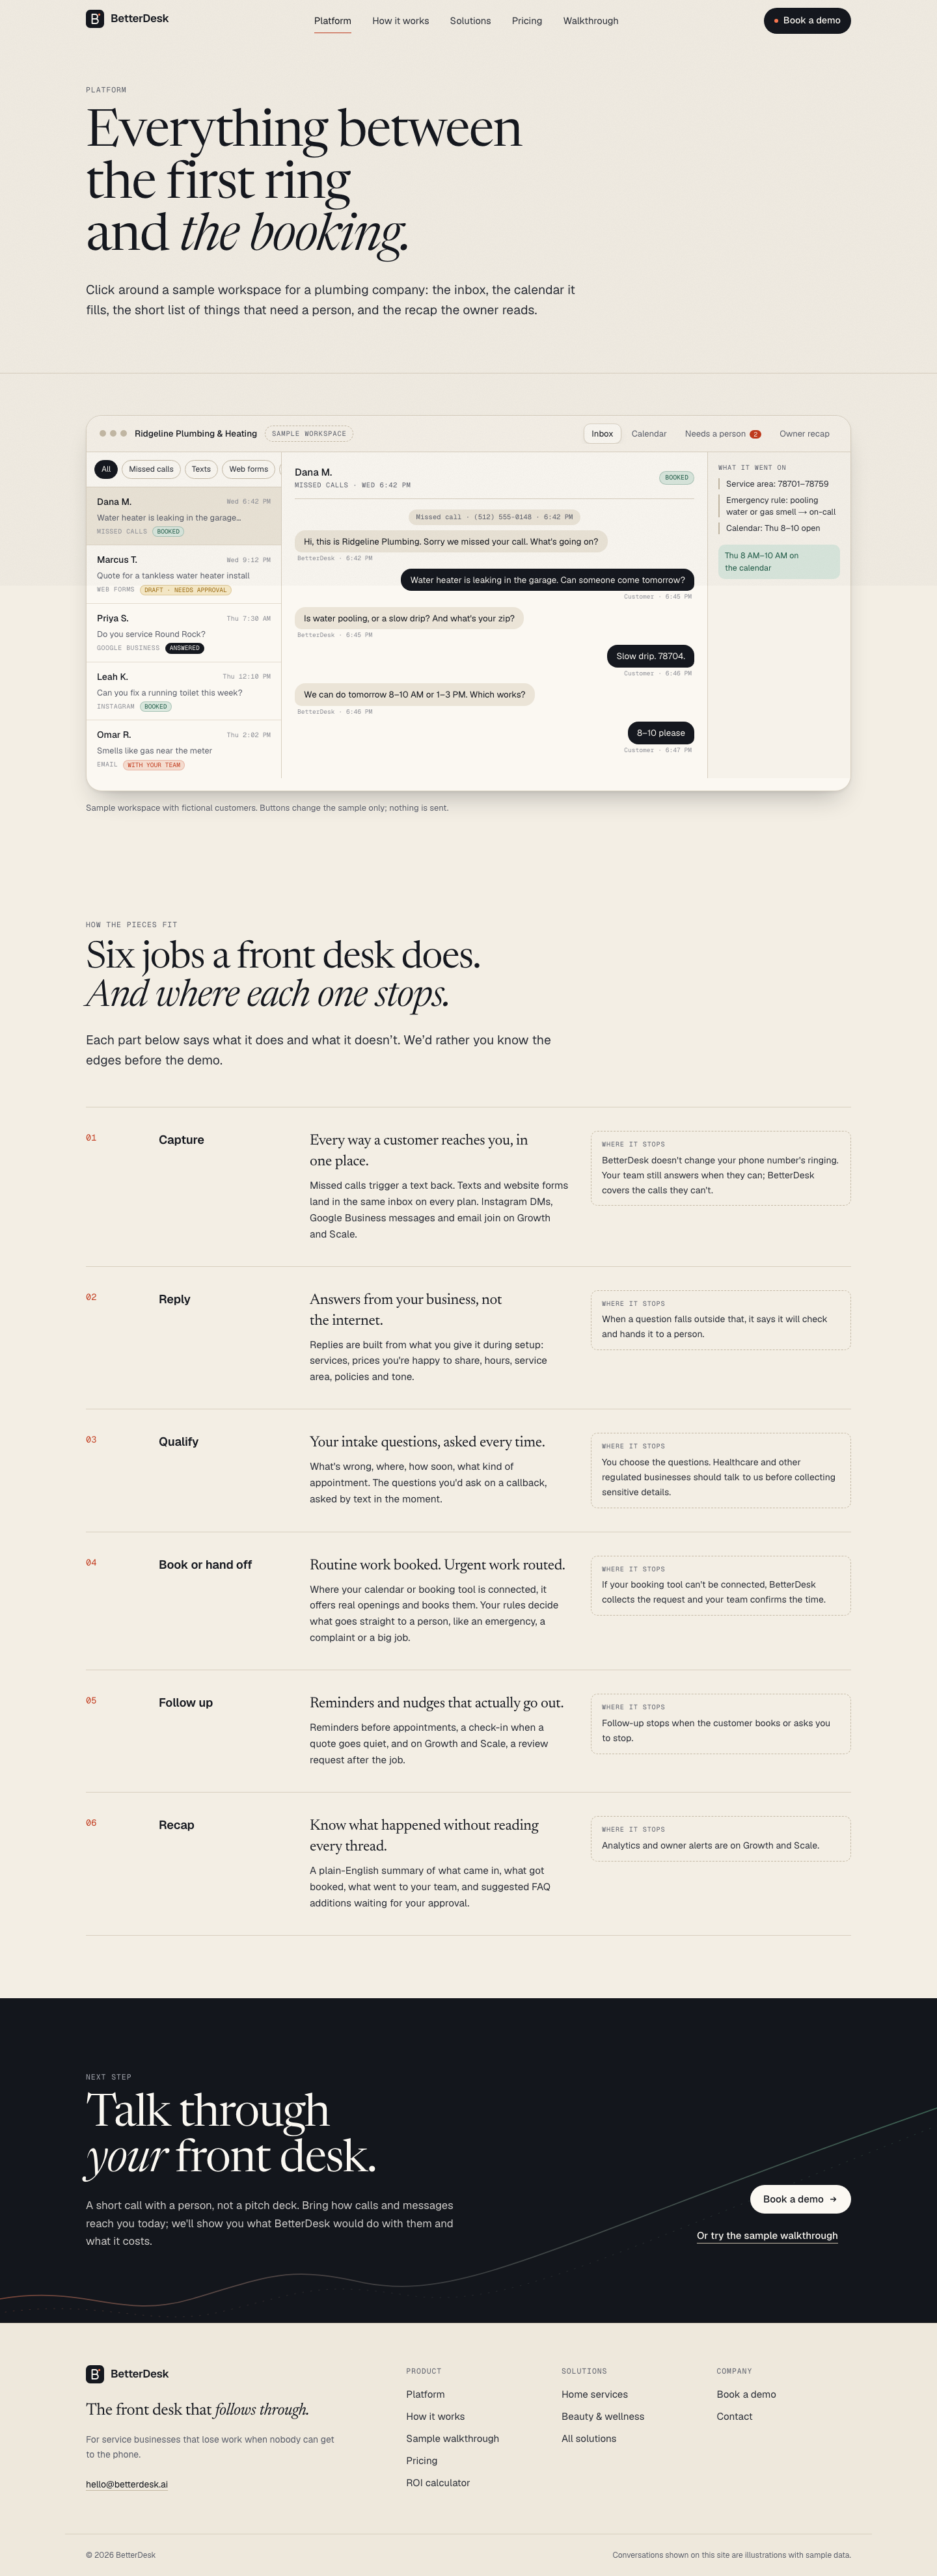 BetterDesk
Platform
How it works
Solutions
Pricing
Walkthrough
Book a demo
PLATFORM
Everything between
the first ring
and the booking.
Click around a sample workspace for a plumbing company: the inbox, the calendar it
fills, the short list of things that need a person, and the recap the owner reads.
Ridgeline Plumbing & Heating
SAMPLE WORKSPACE
Inbox
Calendar
Needs a person 2
Owner recap
All
Missed calls
Texts
Web forms
Dana M.
Wed 6:42 PM
Water heater is leaking in the garage…
MISSED CALLS
BOOKED
Marcus T.
Wed 9:12 PM
Quote for a tankless water heater install
WEB FORMS
DRAFT · NEEDS APPROVAL
Priya S.
Thu 7:30 AM
Do you service Round Rock?
GOOGLE BUSINESS
ANSWERED
Leah K.
Thu 12:10 PM
Can you fix a running toilet this week?
INSTAGRAM
BOOKED
Omar R.
Thu 2:02 PM
Smells like gas near the meter
EMAIL
WITH YOUR TEAM
Dana M.
MISSED CALLS · WED 6:42 PM
BOOKED
Missed call · (512) 555-0148 · 6:42 PM
Hi, this is Ridgeline Plumbing. Sorry we missed your call. What's going on?
BetterDesk · 6:42 PM
Water heater is leaking in the garage. Can someone come tomorrow?
Customer · 6:45 PM
Is water pooling, or a slow drip? And what's your zip?
BetterDesk · 6:45 PM
Slow drip. 78704.
Customer · 6:46 PM
We can do tomorrow 8–10 AM or 1–3 PM. Which works?
BetterDesk · 6:46 PM
8–10 please
Customer · 6:47 PM
WHAT IT WENT ON
Service area: 78701–78759
Emergency rule: pooling
water or gas smell → on-call
Calendar: Thu 8–10 open
Thu 8 AM–10 AM on
the calendar
Sample workspace with fictional customers. Buttons change the sample only; nothing is sent.
HOW THE PIECES FIT
Six jobs a front desk does.
And where each one stops.
Each part below says what it does and what it doesn't. We'd rather you know the
edges before the demo.
01
Capture
Every way a customer reaches you, in
one place.
Missed calls trigger a text back. Texts and website forms
land in the same inbox on every plan. Instagram DMs,
Google Business messages and email join on Growth
and Scale.
WHERE IT STOPS
BetterDesk doesn't change your phone number's ringing.
Your team still answers when they can; BetterDesk
covers the calls they can't.
02
Reply
Answers from your business, not
the internet.
Replies are built from what you give it during setup:
services, prices you're happy to share, hours, service
area, policies and tone.
WHERE IT STOPS
When a question falls outside that, it says it will check
and hands it to a person.
03
Qualify
Your intake questions, asked every time.
What's wrong, where, how soon, what kind of
appointment. The questions you'd ask on a callback,
asked by text in the moment.
WHERE IT STOPS
You choose the questions. Healthcare and other
regulated businesses should talk to us before collecting
sensitive details.
04
Book or hand off
Routine work booked. Urgent work routed.
Where your calendar or booking tool is connected, it
offers real openings and books them. Your rules decide
what goes straight to a person, like an emergency, a
complaint or a big job.
WHERE IT STOPS
If your booking tool can't be connected, BetterDesk
collects the request and your team confirms the time.
05
Follow up
Reminders and nudges that actually go out.
Reminders before appointments, a check-in when a
quote goes quiet, and on Growth and Scale, a review
request after the job.
WHERE IT STOPS
Follow-up stops when the customer books or asks you
to stop.
06
Recap
Know what happened without reading
every thread.
A plain-English summary of what came in, what got
booked, what went to your team, and suggested FAQ
additions waiting for your approval.
WHERE IT STOPS
Analytics and owner alerts are on Growth and Scale.
NEXT STEP
Talk through
your front desk.
A short call with a person, not a pitch deck. Bring how calls and messages
reach you today; we'll show you what BetterDesk would do with them and
what it costs.
Book a demo →
Or try the sample walkthrough
BetterDesk
The front desk that follows through.
For service businesses that lose work when nobody can get
to the phone.
hello@betterdesk.ai
PRODUCT
Platform
How it works
Sample walkthrough
Pricing
ROI calculator
SOLUTIONS
Home services
Beauty & wellness
All solutions
COMPANY
Book a demo
Contact
© 2026 BetterDesk
Conversations shown on this site are illustrations with sample data.